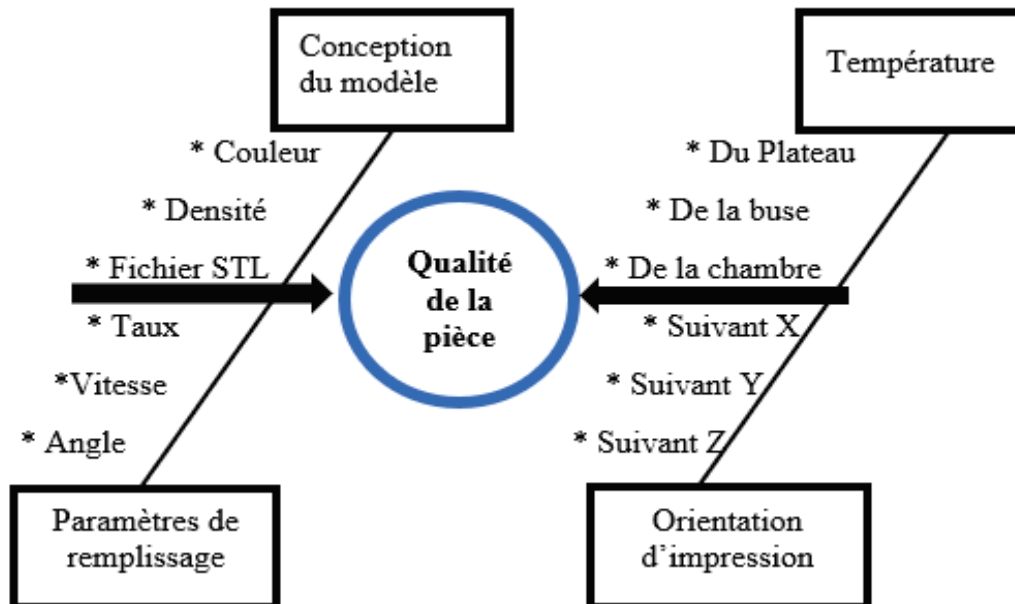 Conception
du modèle
Température
* Couleur
* Densité
* Fichier STL
* Du Plateau
* De la buse
* De la chambre
Qualité
de la
pièce
* Taux
*Vitesse
* Angle
* Suivant X
* Suivant Y
* Suivant Z
Paramètres de
remplissage
Orientation
d’impression